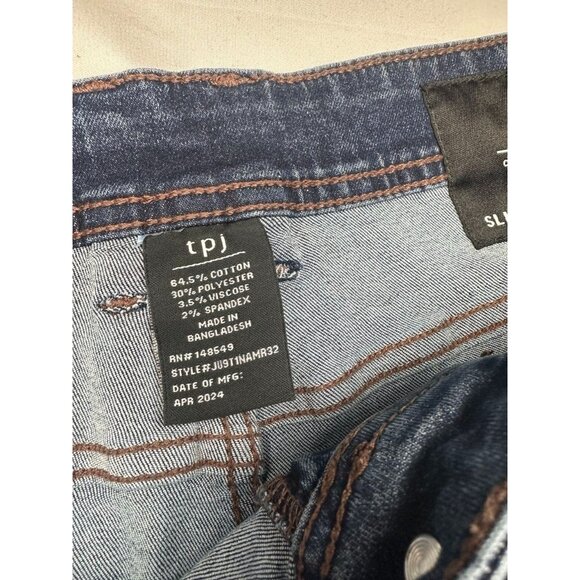 tpj
64.5% COTTON
30% POLYESTER
3.5% VISCOSE
2% SPANDEX
MADE IN
BANGLADESH
RN# 148549
STYLE#JU9T1NAMR32
DATE OF MFG:
APR 2024